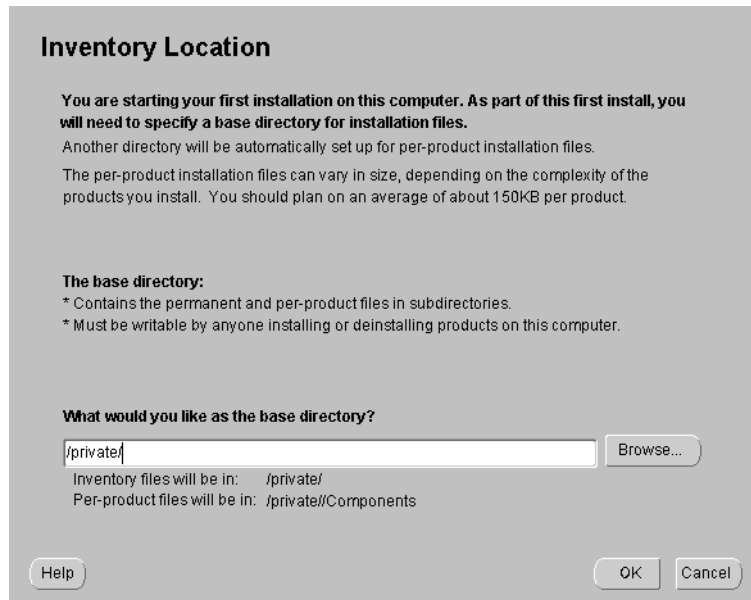 Inventory Location
You are starting your first installation on this computer. As part of this first install, you
will need to specify a base directory for installation files.
Another directory will be automatically set up for per-product installation files.
The per-product installation files can vary in size, depending on the complexity of the
products you install. You should plan on an average of about 150KB per product.
The base directory:
* Contains the permanent and per-product files in subdirectories.
* Must be writable by anyone installing or deinstalling products on this computer.
What would you like as the base directory?
/private/
Browse...
Inventory files will be in: /private/
Per-product files will be in: /private//Components
Help
OK
Cancel